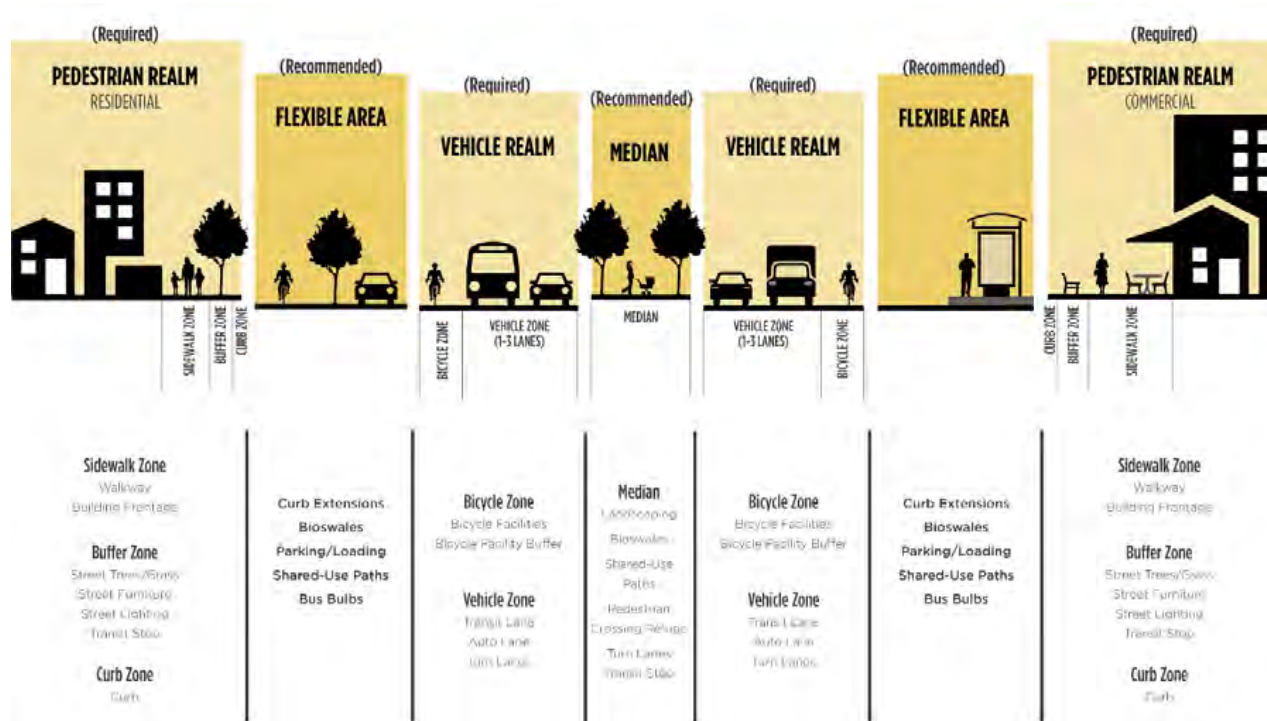 (Required)
PEDESTRIAN REALM
RESIDENTIAL
(Recommended)
FLEXIBLE AREA
(Required)
VEHICLE REALM
(Recommended)
MEDIAN
(Required)
VEHICLE REALM
(Recommended)
FLEXIBLE AREA
(Required)
PEDESTRIAN REALM
COMMERCIAL
SIDEWALK ZONE
BUFFER ZONE
CURB ZONE
BICYCLE ZONE
VEHICLE ZONE
(1-3 LANES)
MEDIAN
VEHICLE ZONE
(1-3 LANES)
BICYCLE ZONE
CURB ZONE
BUFFER ZONE
SIDEWALK ZONE
Sidewalk Zone
Walkway
Building Frontage
Buffer Zone
Street Trees/Grass
Street Furniture
Street Lighting
Transit Stop
Curb Zone
Curb
Curb Extensions
Bioswales
Parking/Loading
Shared-Use Paths
Bus Bulbs
Bicycle Zone
Bicycle Facilities
Bicycle Facility Buffer
Vehicle Zone
Transit Lane
Auto Lane
Turn Lanes
Median
Landscaping
Bioswales
Shared-Use
Paths
Pedestrian
Crossing Refuge
Turn Lanes
Transit Stop
Bicycle Zone
Bicycle Facilities
Bicycle Facility Buffer
Vehicle Zone
Transit Lane
Auto Lane
Turn Lanes
Curb Extensions
Bioswales
Parking/Loading
Shared-Use Paths
Bus Bulbs
Sidewalk Zone
Walkway
Building Frontage
Buffer Zone
Street Trees/Grass
Street Furniture
Street Lighting
Transit Stop
Curb Zone
Curb